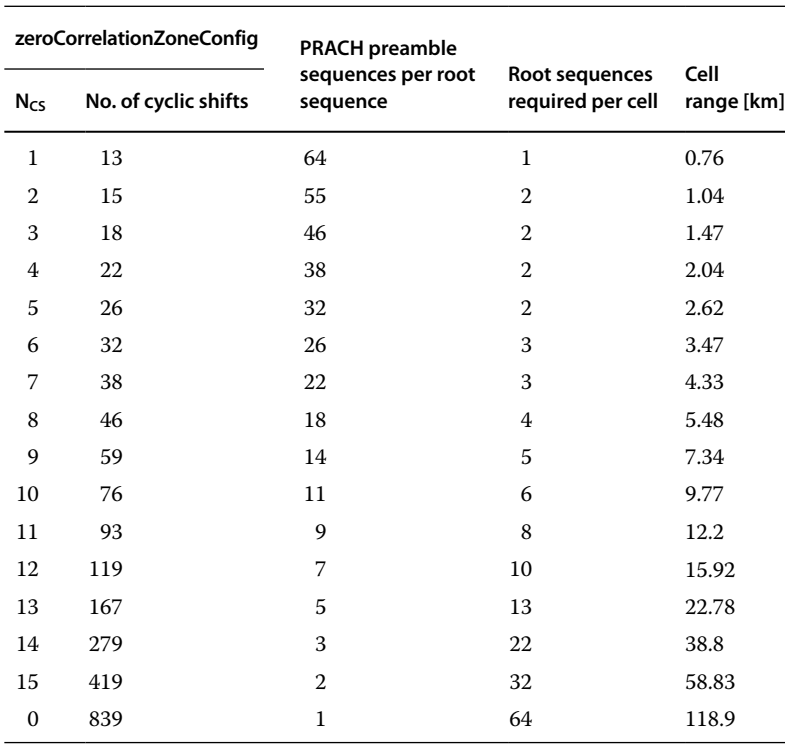 zeroCorrelationZoneConfig PRACH preamble sequences per root sequence Root sequences required per cell Cell range [km]
N_CS No. of cyclic shifts
1 13 64 1 0.76
2 15 55 2 1.04
3 18 46 2 1.47
4 22 38 2 2.04
5 26 32 2 2.62
6 32 26 3 3.47
7 38 22 3 4.33
8 46 18 4 5.48
9 59 14 5 7.34
10 76 11 6 9.77
11 93 9 8 12.2
12 119 7 10 15.92
13 167 5 13 22.78
14 279 3 22 38.8
15 419 2 32 58.83
0 839 1 64 118.9